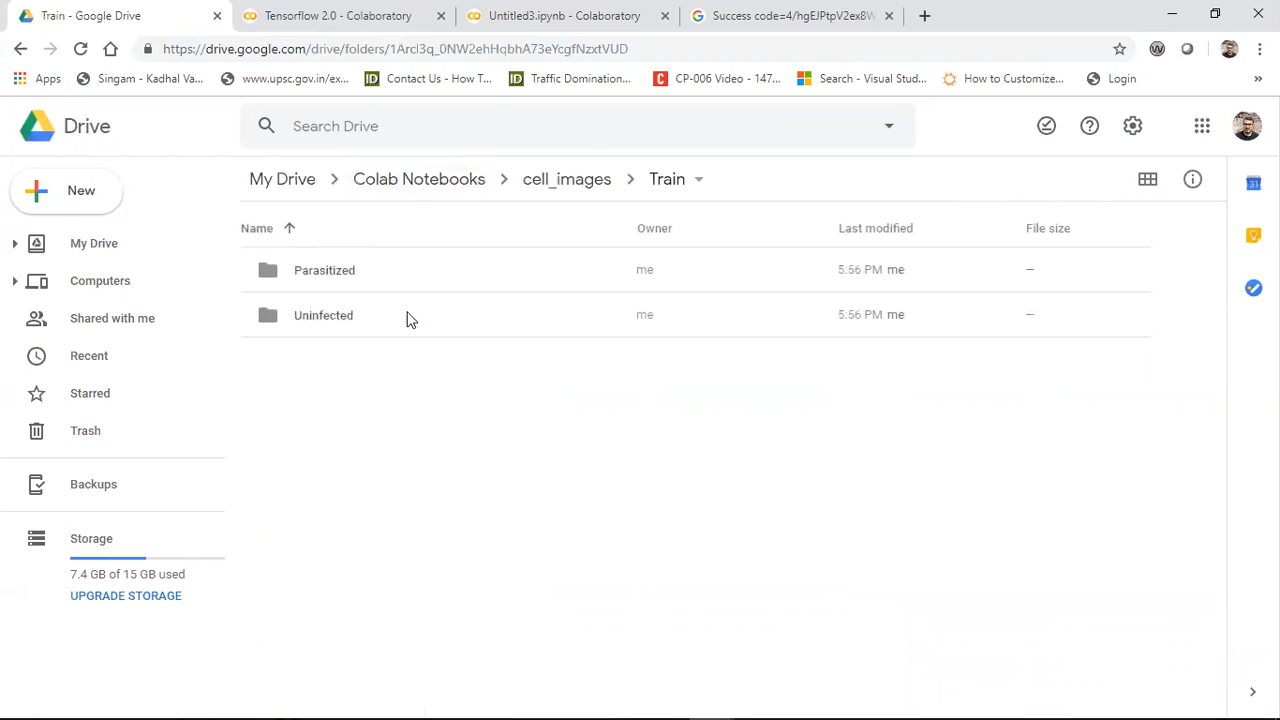 Train - Google Drive
Tensorflow 2.0 - Colaboratory
Untitled3.ipynb - Colaboratory
Success code=4/hgEJPtpV2ex8W
https://drive.google.com/drive/folders/1Arcl3q_0NW2ehHqbhA73eYcgfNzxtVUD
Apps
Singam - Kadhal Va...
www.upsc.gov.in/ex...
Contact Us - How T...
Traffic Domination...
CP-006 Video - 147...
Search - Visual Stud...
How to Customize...
Login
»
Drive
Search Drive
New
My Drive
Computers
Shared with me
Recent
Starred
Trash
Backups
Storage
7.4 GB of 15 GB used
UPGRADE STORAGE
My Drive > Colab Notebooks > cell_images > Train
Name Owner Last modified File size
Parasitized me 5:56 PM me —
Uninfected me 5:56 PM me —
31